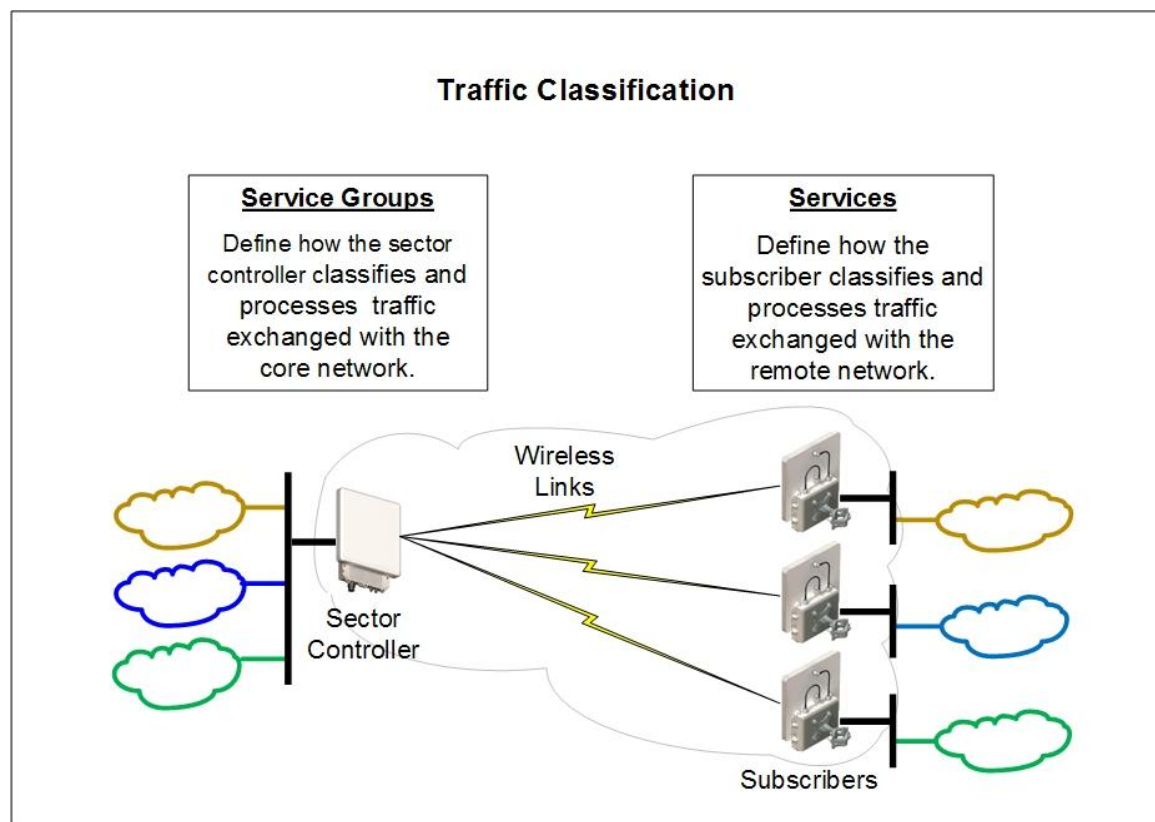 Traffic Classification
Service Groups
Define how the sector
controller classifies and
processes traffic
exchanged with the
core network.
Services
Define how the
subscriber classifies and
processes traffic
exchanged with the
remote network.
Wireless
Links
Sector
Controller
Subscribers